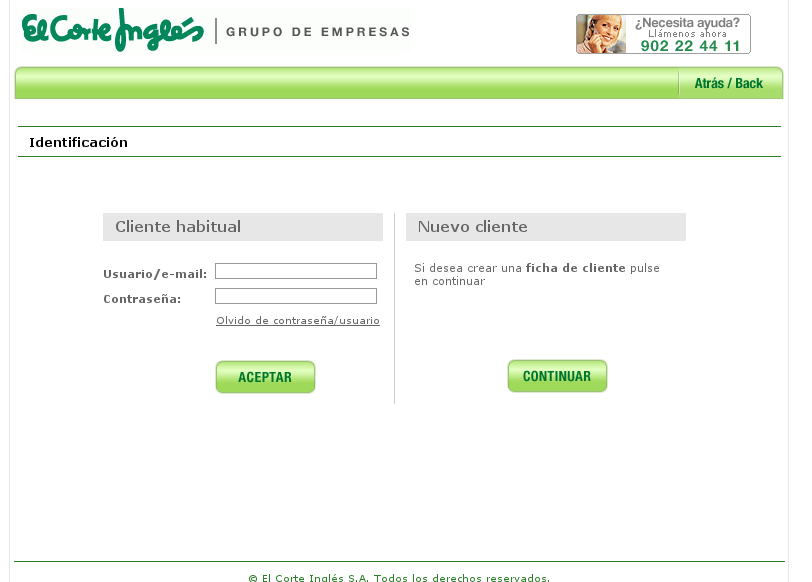 El Corte Inglés | GRUPO DE EMPRESAS
¿Necesita ayuda?
Llámenos ahora
902 22 44 11
Atrás / Back
Identificación
Cliente habitual
Usuario/e-mail:
Contraseña:
Olvido de contraseña/usuario
ACEPTAR
Nuevo cliente
Si desea crear una ficha de cliente pulse
en continuar
CONTINUAR
© El Corte Inglés S.A. Todos los derechos reservados.